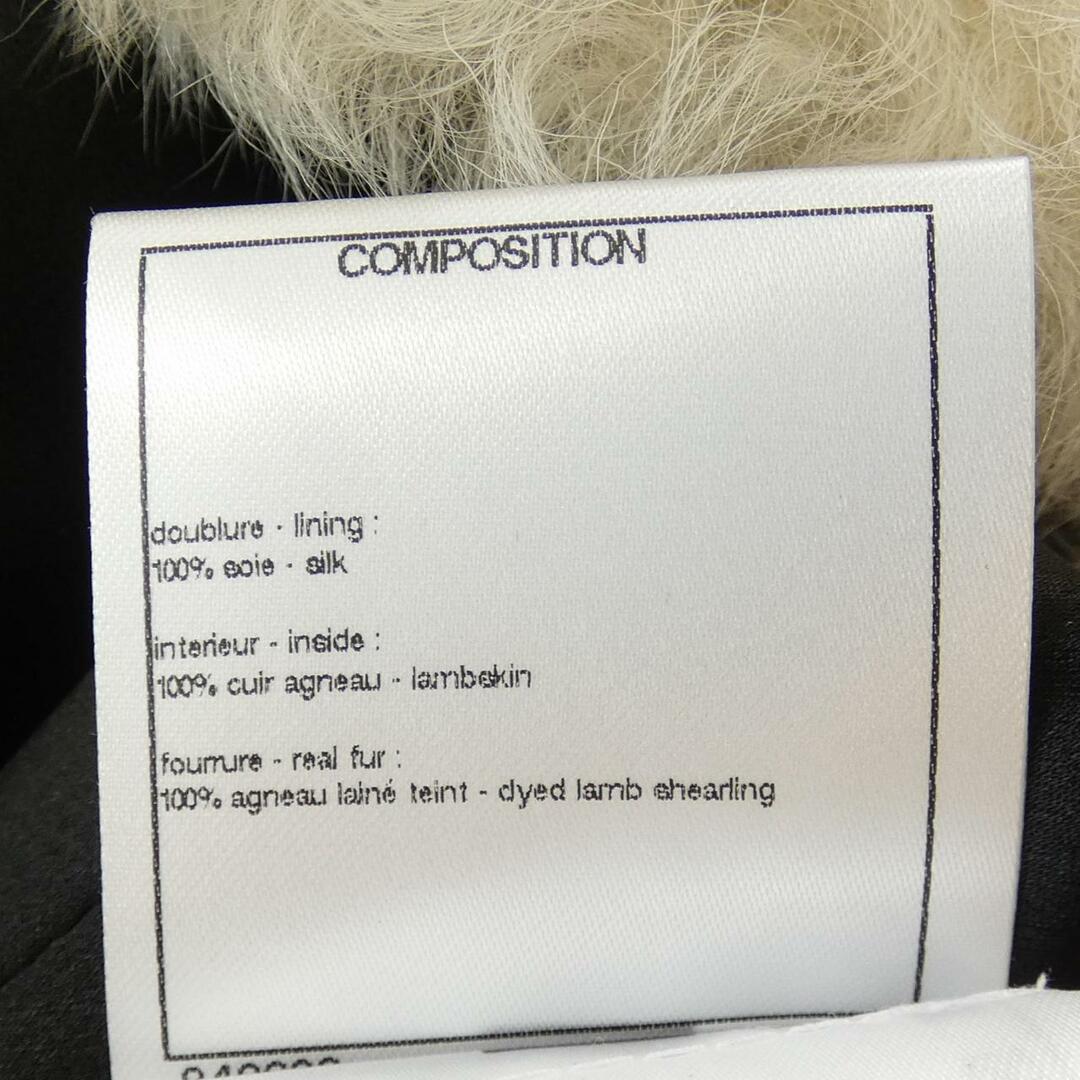 COMPOSITION
doublure - lining :
100% soie - silk
interieur - inside :
100% cuir agneau - lambskin
fourrure - real fur :
100% agneau lainé teint - dyed lamb shearling